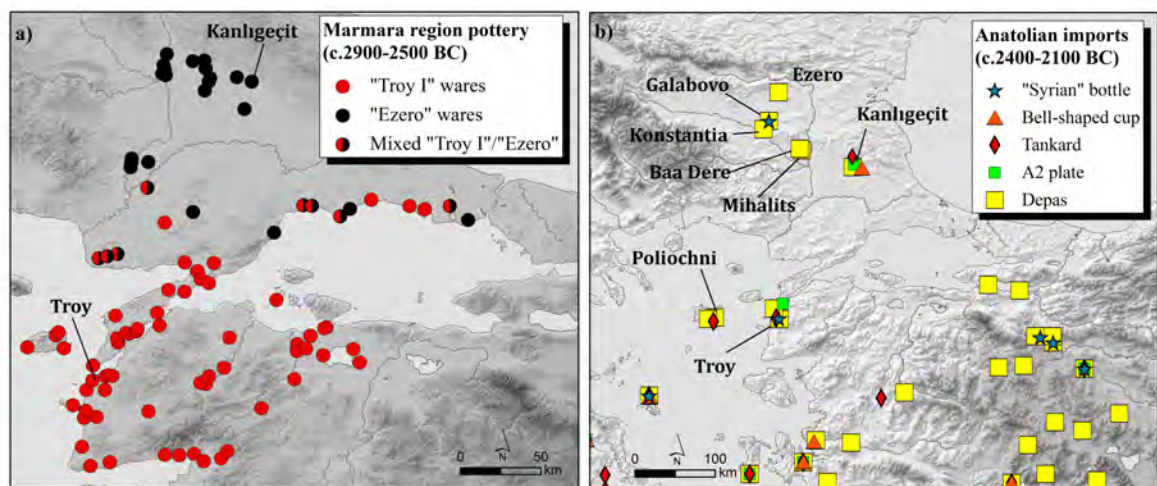 a)
Marmara region pottery
(c.2900-2500 BC)
"Troy I" wares
"Ezero" wares
Mixed "Troy I"/"Ezero"
Kanlıgeçit
Troy
N
0
50
km
b)
Anatolian imports
(c.2400-2100 BC)
"Syrian" bottle
Bell-shaped cup
Tankard
A2 plate
Depas
Ezero
Galabovo
Kanlıgeçit
Konstantia
Baa Dere
Mihalits
Poliochni
Troy
N
0
100
km